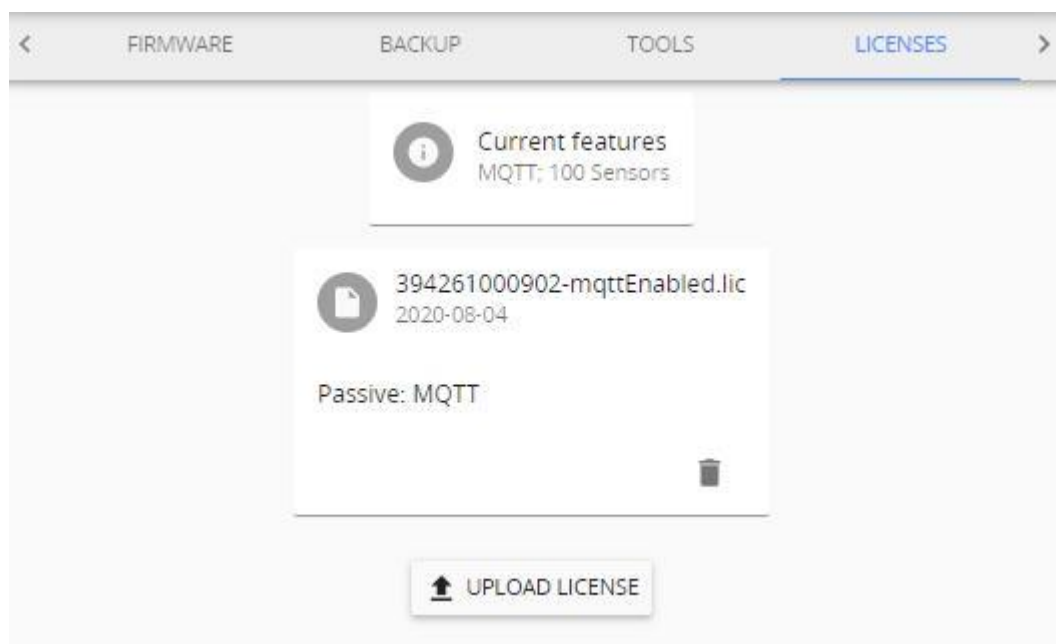 FIRMWARE BACKUP TOOLS LICENSES
Current features
MQTT; 100 Sensors
394261000902-mqttEnabled.lic
2020-08-04
Passive: MQTT
UPLOAD LICENSE